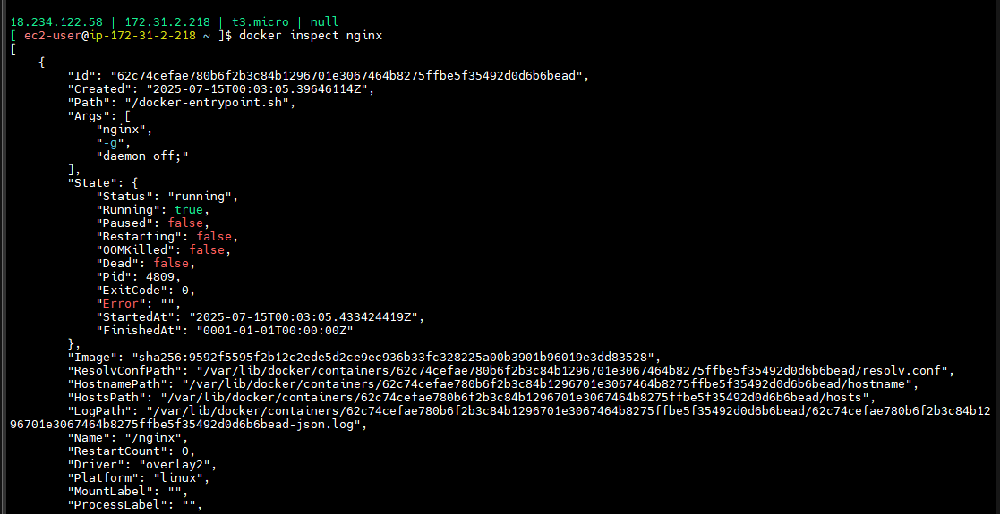 18.234.122.58 | 172.31.2.218 | t3.micro | null
[ ec2-user@ip-172-31-2-218 ~ ]$ docker inspect nginx
[
    {
        "Id": "62c74cefae780b6f2b3c84b1296701e3067464b8275ffbe5f35492d0d6b6bead",
        "Created": "2025-07-15T00:03:05.39646114Z",
        "Path": "/docker-entrypoint.sh",
        "Args": [
            "nginx",
            "-g",
            "daemon off;"
        ],
        "State": {
            "Status": "running",
            "Running": true,
            "Paused": false,
            "Restarting": false,
            "OOMKilled": false,
            "Dead": false,
            "Pid": 4809,
            "ExitCode": 0,
            "Error": "",
            "StartedAt": "2025-07-15T00:03:05.433424419Z",
            "FinishedAt": "0001-01-01T00:00:00Z"
        },
        "Image": "sha256:9592f5595f2b12c2ede5d2ce9ec936b33fc328225a00b3901b96019e3dd83528",
        "ResolvConfPath": "/var/lib/docker/containers/62c74cefae780b6f2b3c84b1296701e3067464b8275ffbe5f35492d0d6b6bead/resolv.conf",
        "HostnamePath": "/var/lib/docker/containers/62c74cefae780b6f2b3c84b1296701e3067464b8275ffbe5f35492d0d6b6bead/hostname",
        "HostsPath": "/var/lib/docker/containers/62c74cefae780b6f2b3c84b1296701e3067464b8275ffbe5f35492d0d6b6bead/hosts",
        "LogPath": "/var/lib/docker/containers/62c74cefae780b6f2b3c84b1296701e3067464b8275ffbe5f35492d0d6b6bead/62c74cefae780b6f2b3c84b12
96701e3067464b8275ffbe5f35492d0d6b6bead-json.log",
        "Name": "/nginx",
        "RestartCount": 0,
        "Driver": "overlay2",
        "Platform": "linux",
        "MountLabel": "",
        "ProcessLabel": "",